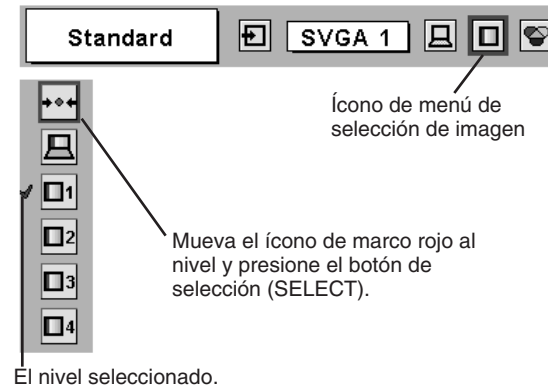 Standard SVGA 1
Ícono de menú de
selección de imagen
1
2
3
4
Mueva el ícono de marco rojo al
nivel y presione el botón de
selección (SELECT).
El nivel seleccionado.